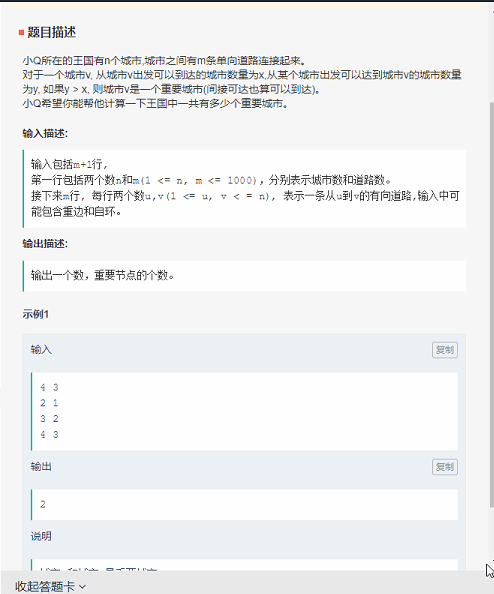 题目描述
小Q所在的王国有n个城市,城市之间有m条单向道路连接起来。
对于一个城市v, 从城市v出发可以到达的城市数量为x,从某个城市出发可以达到城市v的城市数量
为y, 如果y > x, 则城市v是一个重要城市(间接可达也算可以到达)。
小Q希望你能帮他计算一下王国中一共有多少个重要城市。
输入描述:
输入包括m+1行,
第一行包括两个数n和m(1 <= n, m <= 1000)，分别表示城市数和道路数。
接下来m行, 每行两个数u,v(1 <= u, v < = n), 表示一条从u到v的有向道路,输入中可
能包含重边和自环。
输出描述:
输出一个数，重要节点的个数。
示例1
输入
复制
4 3
2 1
3 2
4 3
输出
复制
2
说明
收起答题卡